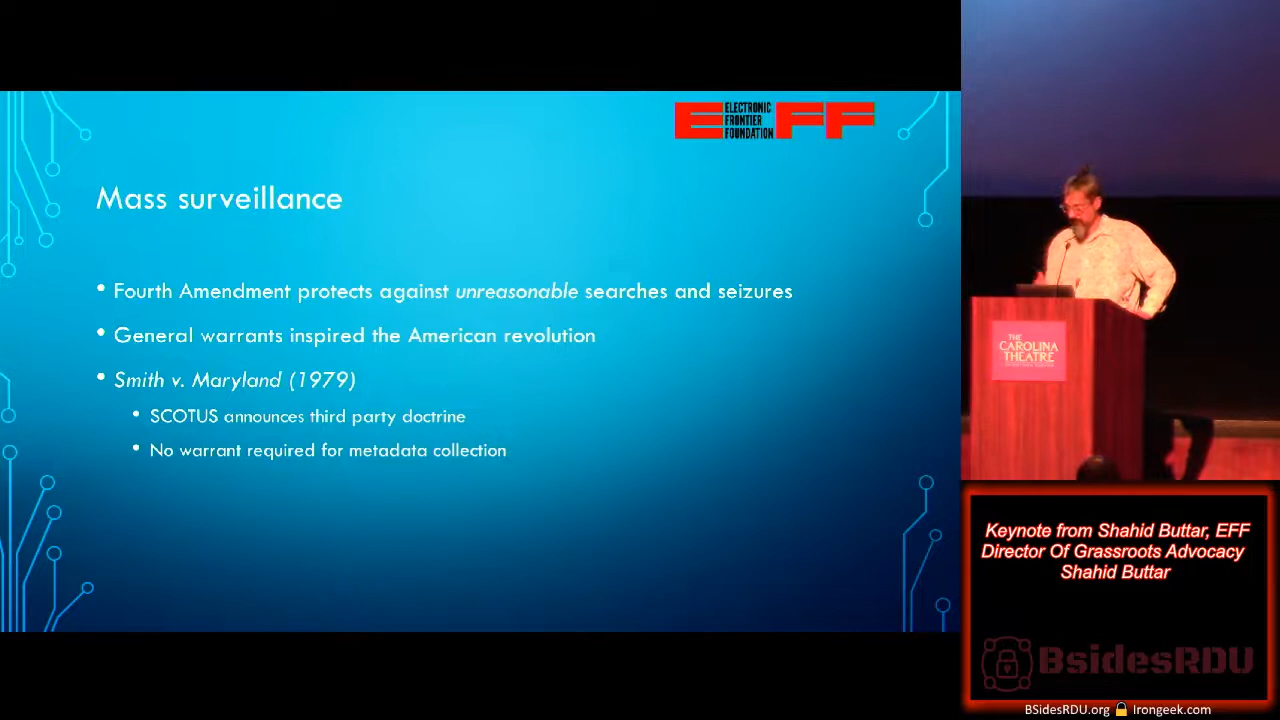 ELECTRONIC
FRONTIER
FOUNDATION
EFF
Mass surveillance
• Fourth Amendment protects against unreasonable searches and seizures
• General warrants inspired the American revolution
• Smith v. Maryland (1979)
• SCOTUS announces third party doctrine
• No warrant required for metadata collection
THE
CAROLINA
THEATRE
Keynote from Shahid Buttar, EFF
Director Of Grassroots Advocacy
Shahid Buttar
BsidesRDU
BSidesRDU.org Irongeek.com